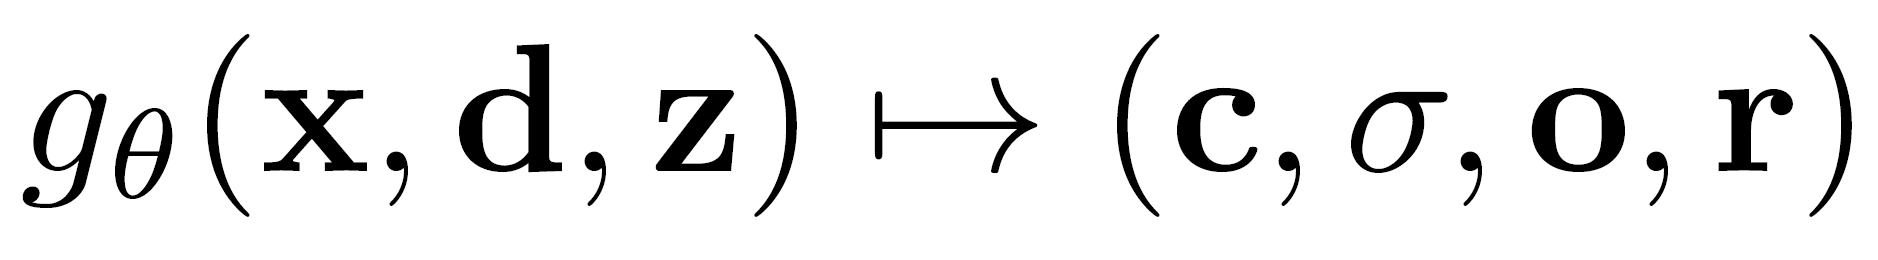 g_θ(x, d, z) ↦ (c, σ, o, r)